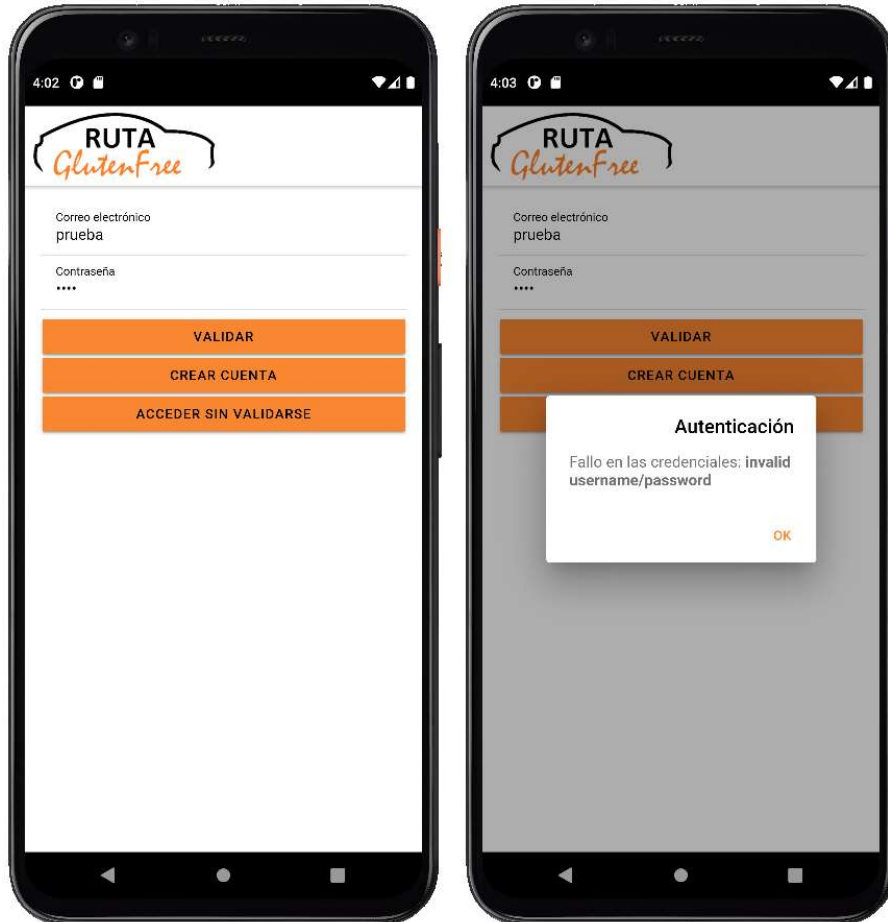 4:02
RUTA
GlutenFree
Correo electrónico
prueba
Contraseña
••••
VALIDAR
CREAR CUENTA
ACCEDER SIN VALIDARSE
4:03
RUTA
GlutenFree
Correo electrónico
prueba
Contraseña
••••
VALIDAR
CREAR CUENTA
Autenticación
Fallo en las credenciales: invalid
username/password
OK